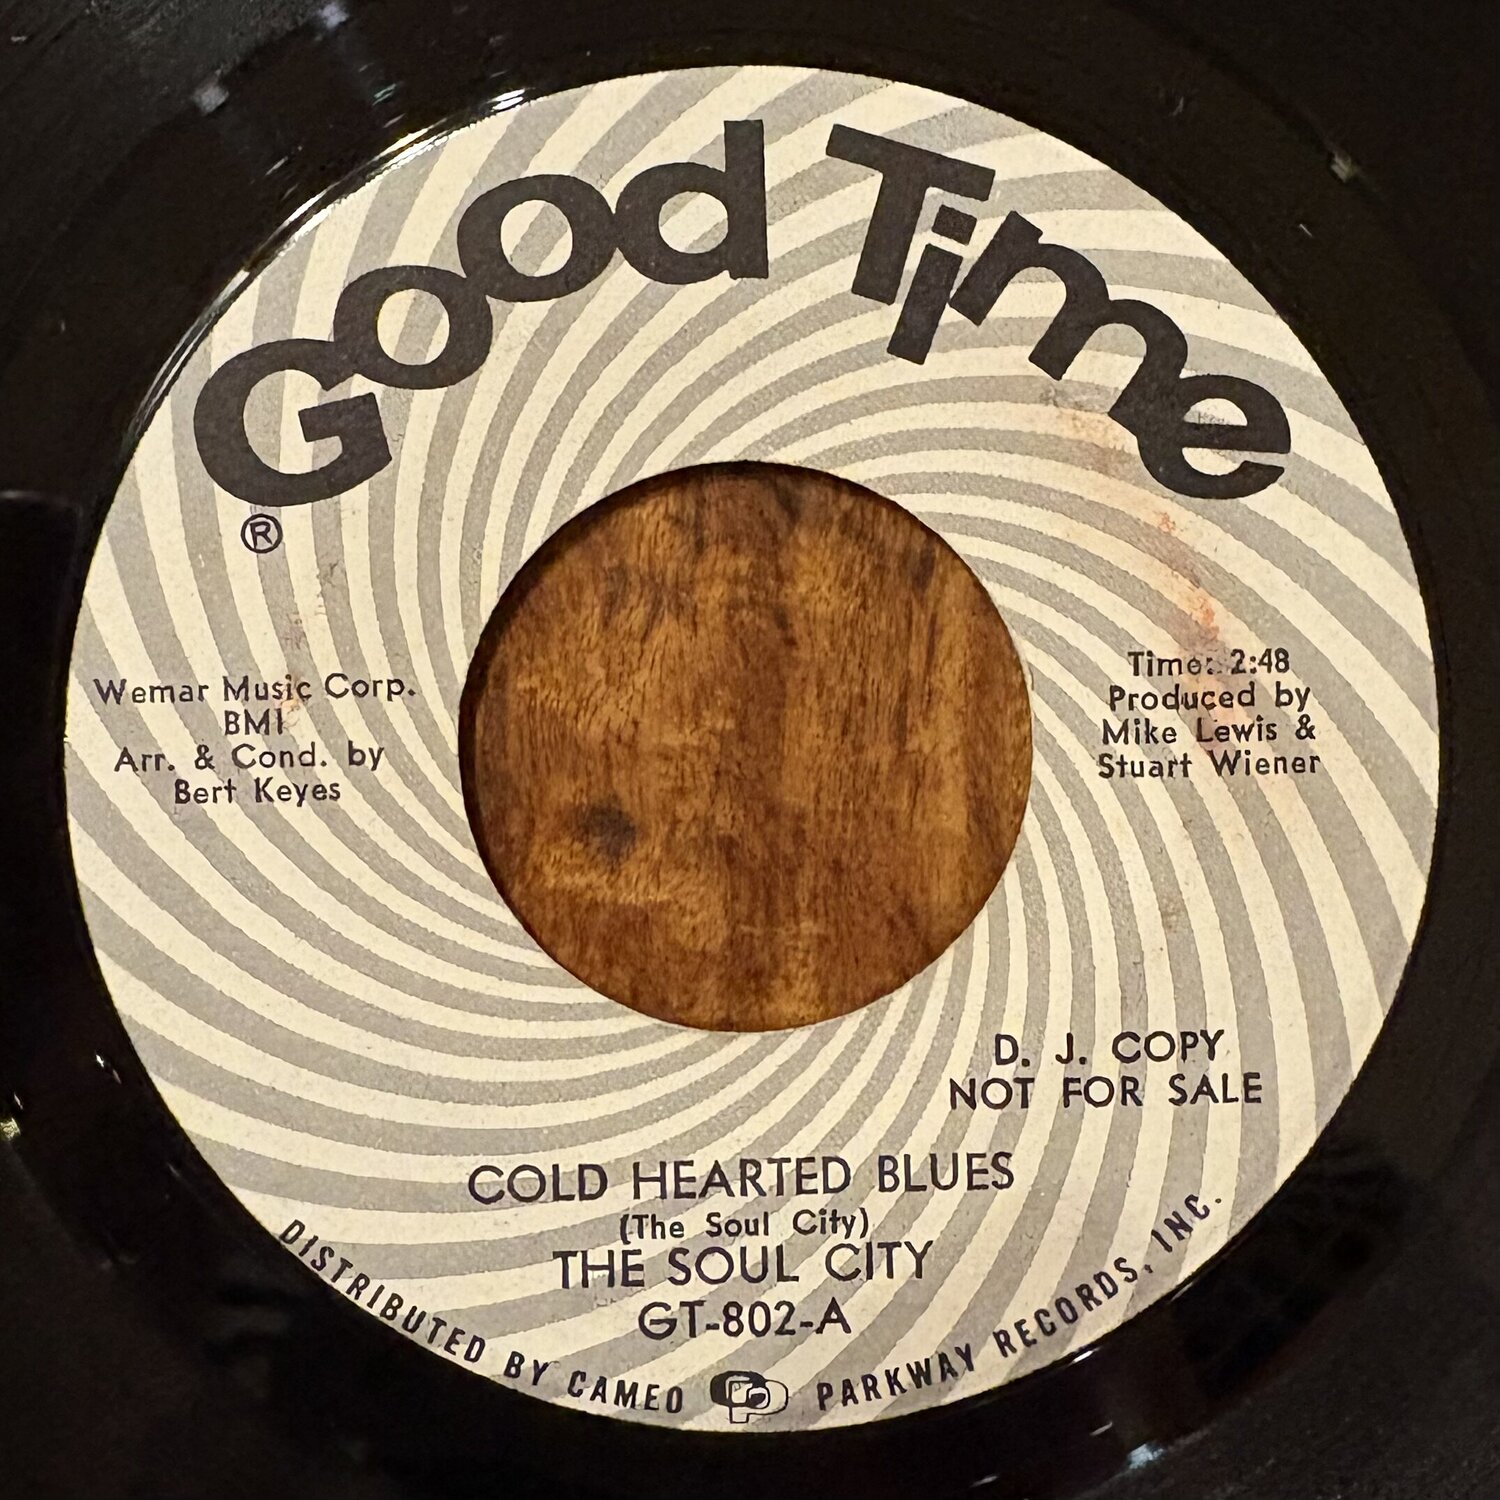 Good Time
®
Wemar Music Corp.
BMI
Arr. & Cond. by
Bert Keyes
Time: 2:48
Produced by
Mike Lewis &
Stuart Wiener
D. J. COPY
NOT FOR SALE
COLD HEARTED BLUES
(The Soul City)
THE SOUL CITY
GT-802-A
DISTRIBUTED BY CAMEO CP PARKWAY RECORDS, INC.